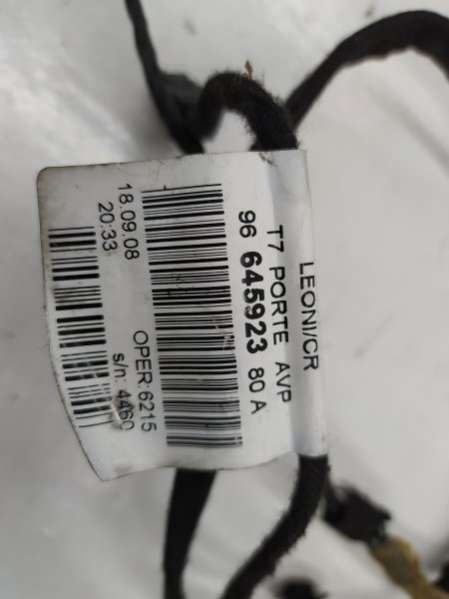 LEONI/CR
T7 PORTE AVP
96 645923 80 A
OPER:6215
18.09.08
20:33
s/n: 4460